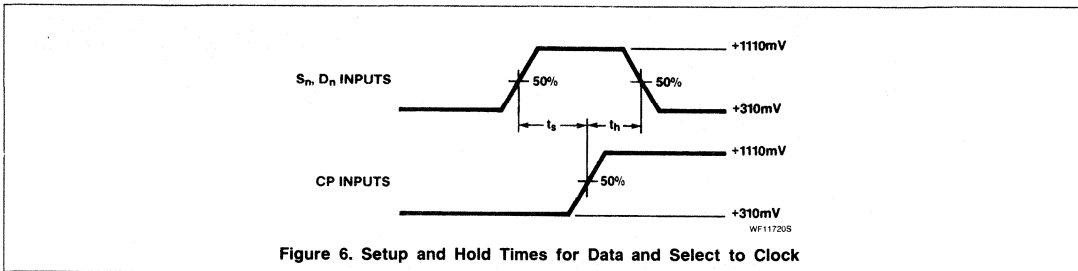 +1110mV
Sn, Dn INPUTS
50%
50%
+310mV
ts
th
+1110mV
CP INPUTS
50%
+310mV
WF11720S
Figure 6. Setup and Hold Times for Data and Select to Clock